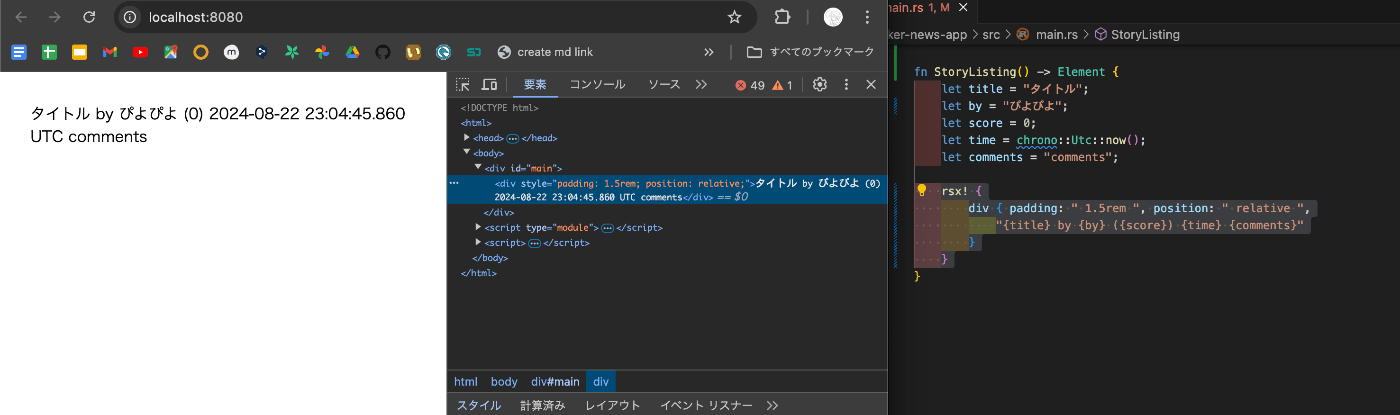 localhost:8080
main.rs 1, M
create md link
すべてのブックマーク
ker-news-app > src > main.rs > StoryListing
要素 コンソール ソース 49 1
タイトル by ぴよぴよ (0) 2024-08-22 23:04:45.860
UTC comments
<!DOCTYPE html>
<html>
<head> ••• </head>
<body>
<div id="main">
<div style="padding: 1.5rem; position: relative;">タイトル by ぴよぴよ (0)
2024-08-22 23:04:45.860 UTC comments</div> == $0
</div>
<script type="module"> ••• </script>
<script> ••• </script>
</body>
</html>
html body div#main div
スタイル 計算済み レイアウト イベント リスナー
fn StoryListing() -> Element {
let title = "タイトル";
let by = "ぴよぴよ";
let score = 0;
let time = chrono::Utc::now();
let comments = "comments";
rsx! {
div { padding: " 1.5rem ", position: " relative ",
"{title} by {by} ({score}) {time} {comments}"
}
}
}